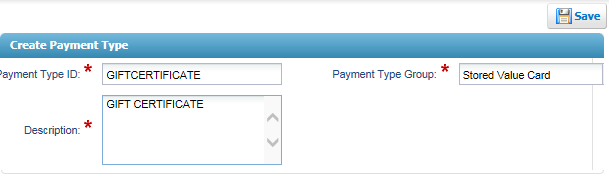 Save
Create Payment Type
Payment Type ID: * GIFTCERTIFICATE Payment Type Group: * Stored Value Card
GIFT CERTIFICATE
Description: *